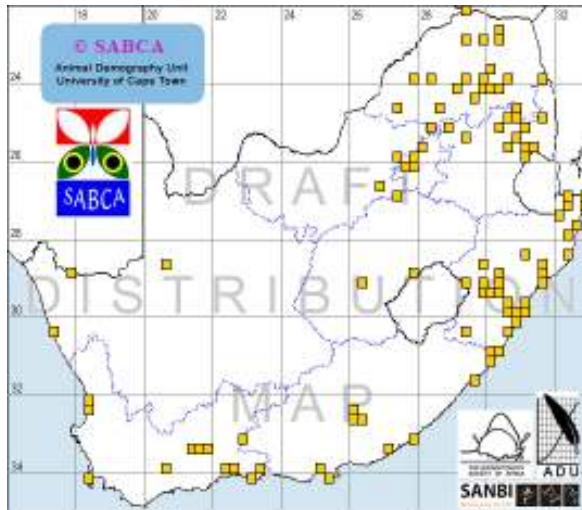 © SABCA
Animal Demography Unit
University of Cape Town
SABCA
DRAFT
DISTRIBUTION
MAP
18 20 22 24 26 28 30 32
24
26
28
30
32
34
ADU
SANBI